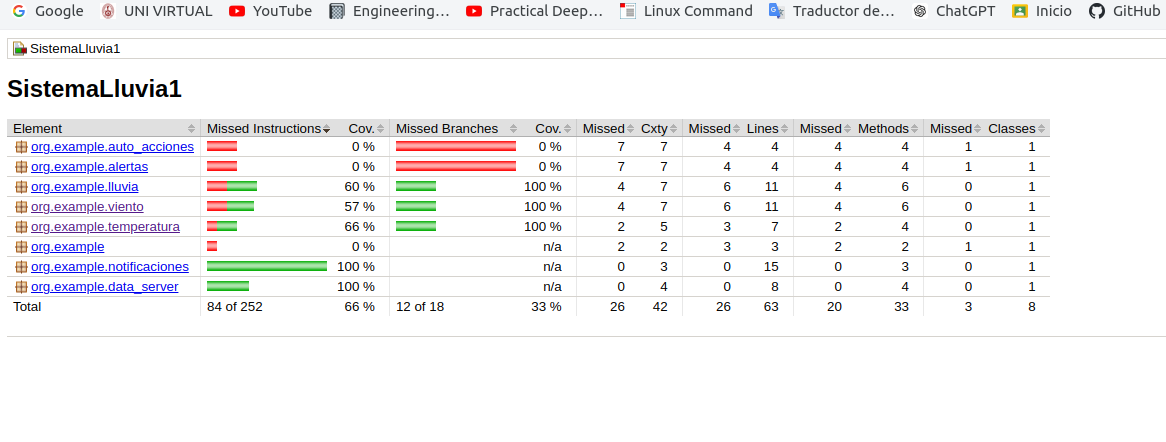 Google UNI VIRTUAL YouTube Engineering… Practical Deep… Linux Command Traductor de… ChatGPT Inicio GitHub
SistemaLluvia1
SistemaLluvia1
Element Missed Instructions Cov. Missed Branches Cov. Missed Cxty Missed Lines Missed Methods Missed Classes
org.example.auto_acciones 0 % 0 % 7 7 4 4 4 4 1 1
org.example.alertas 0 % 0 % 7 7 4 4 4 4 1 1
org.example.lluvia 60 % 100 % 4 7 6 11 4 6 0 1
org.example.viento 57 % 100 % 4 7 6 11 4 6 0 1
org.example.temperatura 66 % 100 % 2 5 3 7 2 4 0 1
org.example 0 % n/a 2 2 3 3 2 2 1 1
org.example.notificaciones 100 % n/a 0 3 0 15 0 3 0 1
org.example.data_server 100 % n/a 0 4 0 8 0 4 0 1
Total 84 of 252 66 % 12 of 18 33 % 26 42 26 63 20 33 3 8